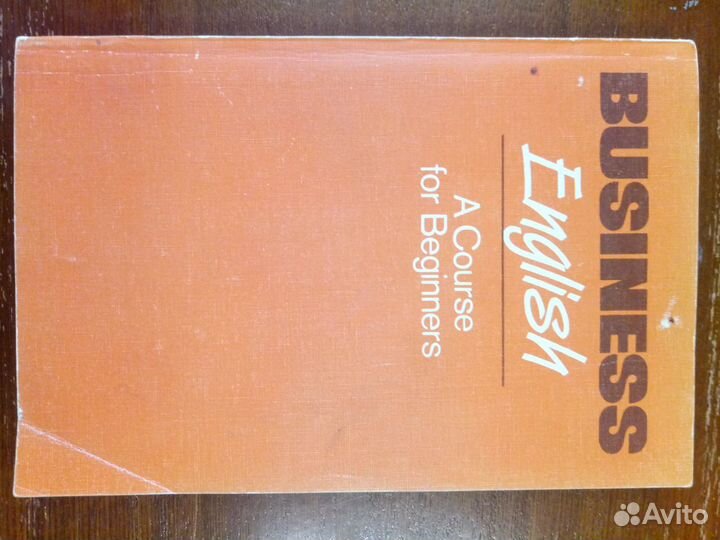 BUSINESS
English
A Course
for Beginners
Avito